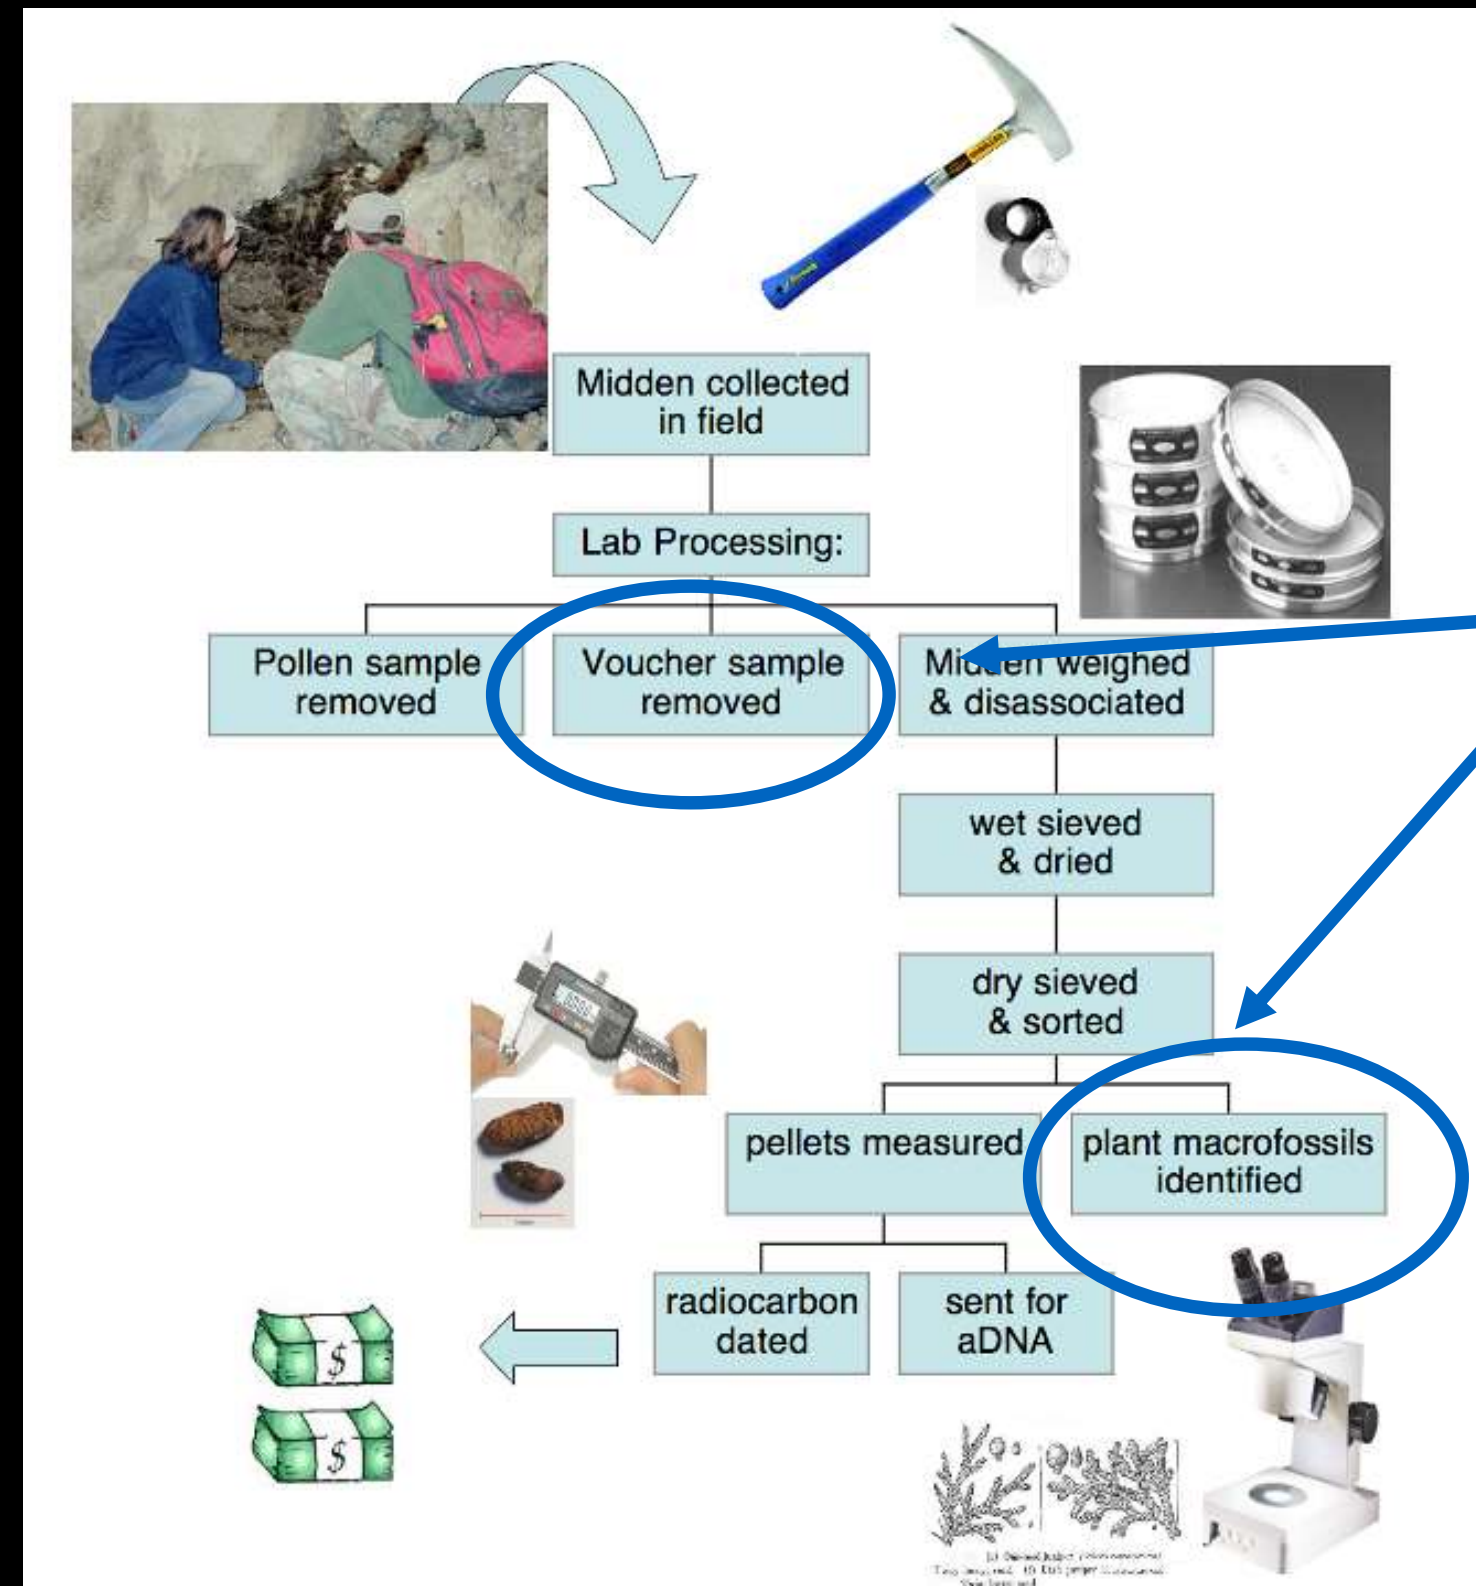 Midden collected
in field
Lab Processing:
Pollen sample
removed
Voucher sample
removed
Midden weighed
& disassociated
wet sieved
& dried
dry sieved
& sorted
pellets measured
plant macrofossils
identified
radiocarbon
dated
sent for
aDNA
$
$